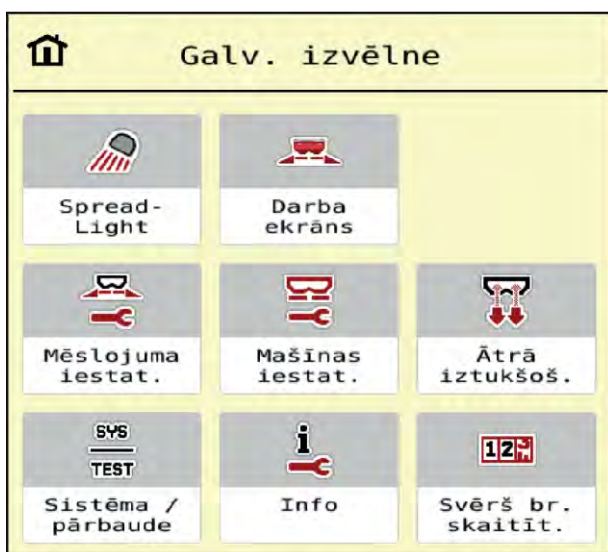 Galv. izvēlne
Spread-
Light
Darba
ekrāns
Mēslojuma
iestat.
Mašīnas
iestat.
Ātrā
iztukšoš.
SYS
TEST
Sistēma /
pārbaude
i
Info
123
Svērš br.
skaitīt.